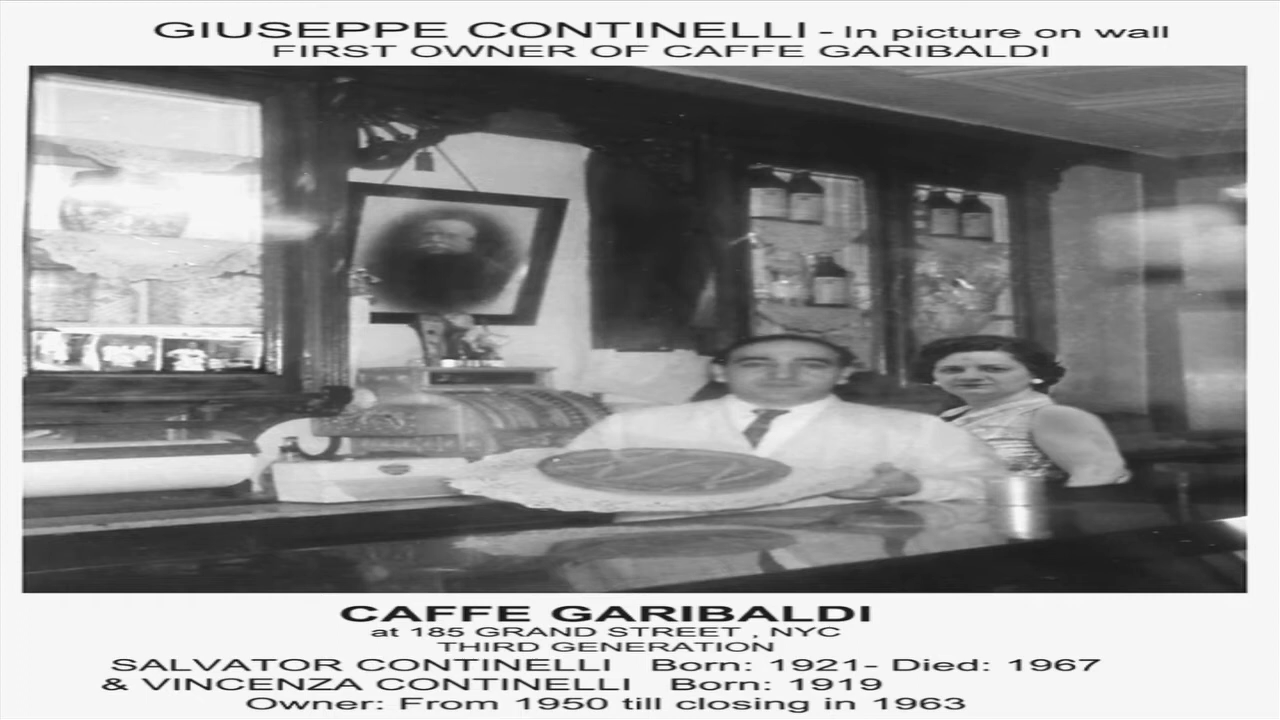 GIUSEPPE CONTINELLI - In picture on wall
FIRST OWNER OF CAFFE GARIBALDI
CAFFE GARIBALDI
at 185 GRAND STREET , NYC
THIRD GENERATION
SALVATOR CONTINELLI Born: 1921- Died: 1967
& VINCENZA CONTINELLI Born: 1919
Owner: From 1950 till closing in 1963